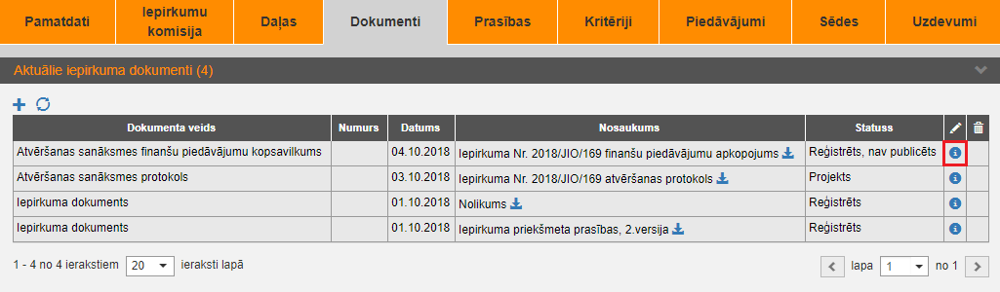 Pamatdati Iepirkumu komisija Daļas Dokumenti Prasības Kritēriji Piedāvājumi Sēdes Uzdevumi
Aktuālie iepirkuma dokumenti (4)
Dokumenta veids Numurs Datums Nosaukums Statuss
Atvēršanas sanāksmes finanšu piedāvājumu kopsavilkums 04.10.2018 Iepirkuma Nr. 2018/JIO/169 finanšu piedāvājumu apkopojums Reģistrēts, nav publicēts
Atvēršanas sanāksmes protokols 03.10.2018 Iepirkuma Nr. 2018/JIO/169 atvēršanas protokols Projekts
Iepirkuma dokuments 01.10.2018 Nolikums Reģistrēts
Iepirkuma dokuments 01.10.2018 Iepirkuma priekšmeta prasības, 2.versija Reģistrēts
1 - 4 no 4 ierakstiem 20 ieraksti lapā lapa 1 no 1